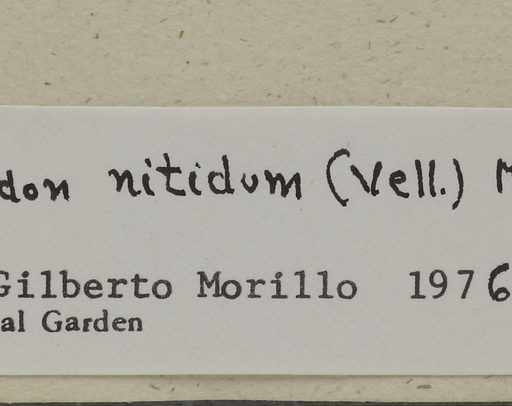 don nitidum (Vell.) M
Gilberto Morillo 1976
al Garden